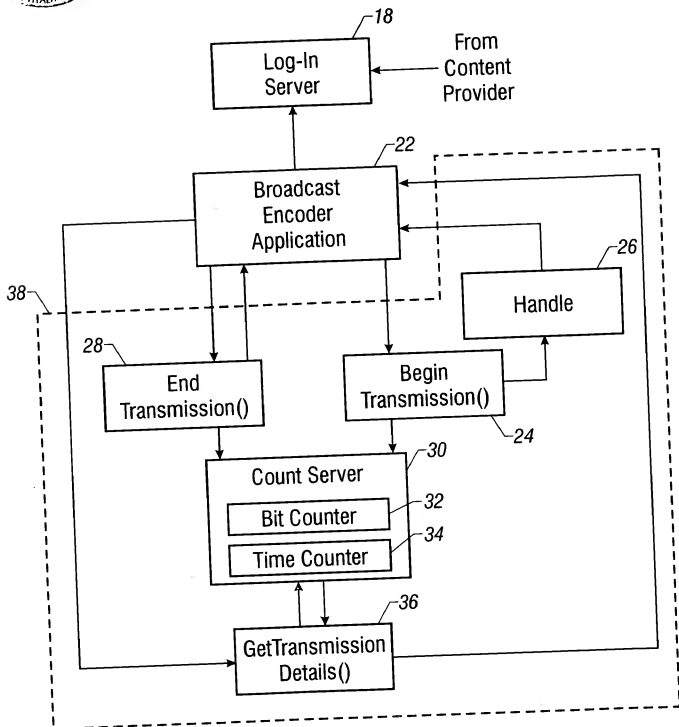 18
Log-In
Server
From
Content
Provider
22
Broadcast
Encoder
Application
26
Handle
38
28
End
Transmission()
Begin
Transmission()
24
30
Count Server
Bit Counter
32
Time Counter
34
36
GetTransmission
Details()